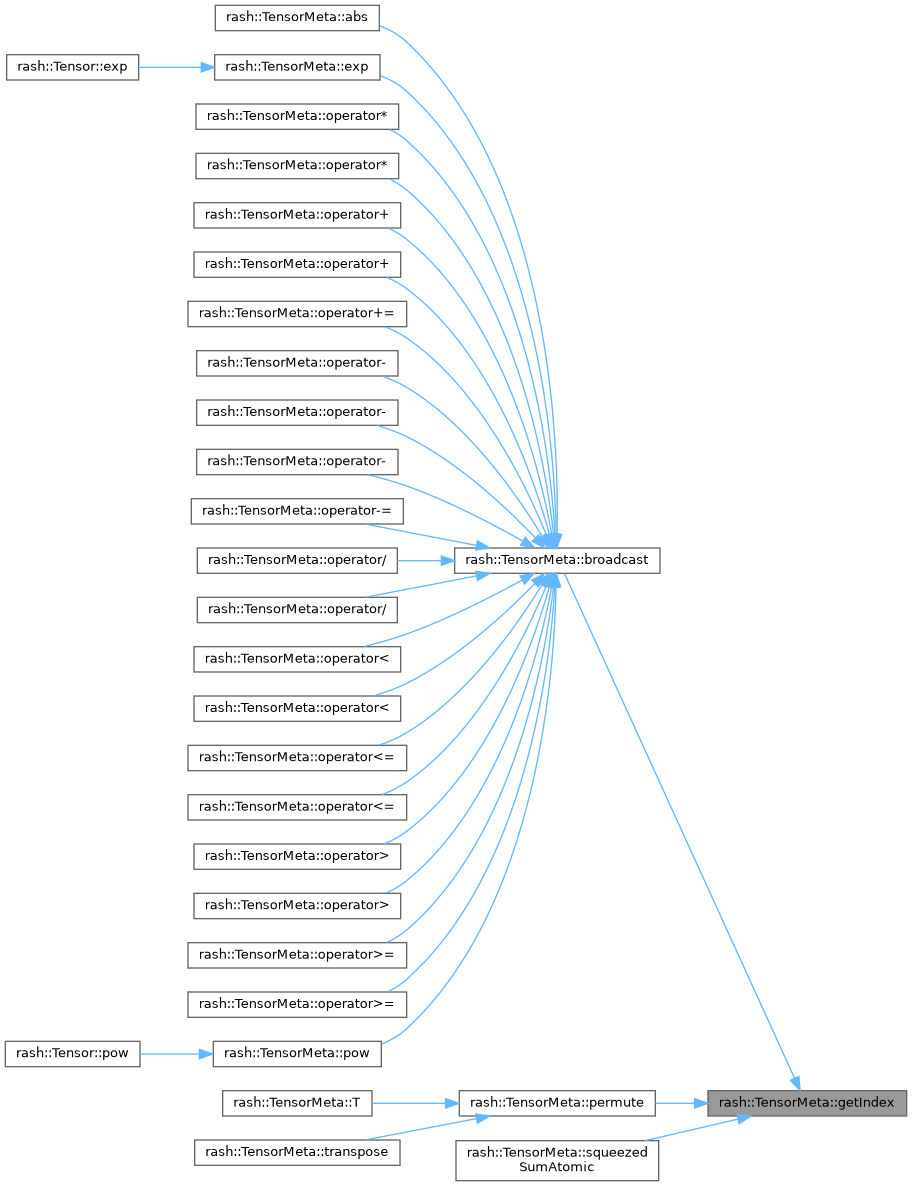 rash::TensorMeta::abs
rash::Tensor::exp
rash::TensorMeta::exp
rash::TensorMeta::operator*
rash::TensorMeta::operator*
rash::TensorMeta::operator+
rash::TensorMeta::operator+
rash::TensorMeta::operator+=
rash::TensorMeta::operator-
rash::TensorMeta::operator-
rash::TensorMeta::operator-
rash::TensorMeta::operator-=
rash::TensorMeta::operator/
rash::TensorMeta::broadcast
rash::TensorMeta::operator/
rash::TensorMeta::operator<
rash::TensorMeta::operator<
rash::TensorMeta::operator<=
rash::TensorMeta::operator<=
rash::TensorMeta::operator>
rash::TensorMeta::operator>
rash::TensorMeta::operator>=
rash::TensorMeta::operator>=
rash::Tensor::pow
rash::TensorMeta::pow
rash::TensorMeta::T
rash::TensorMeta::permute
rash::TensorMeta::getIndex
rash::TensorMeta::transpose
rash::TensorMeta::squeezed
SumAtomic